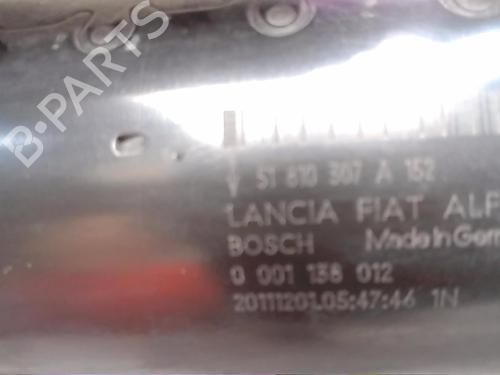 B-PARTS
V 51 810 307 A 152
LANCIA FIAT ALF
BOSCH Made In Germ
0 001 138 012
20111201.05:47:46 1N